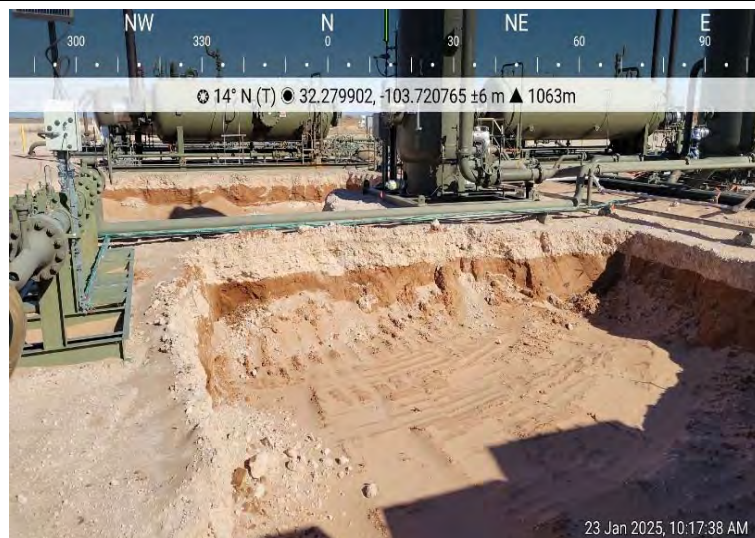 NW N NE E
300 330 0 30 60 90
14° N (T) 32.279902, -103.720765 ±6 m ▲ 1063m
23 Jan 2025, 10:17:38 AM